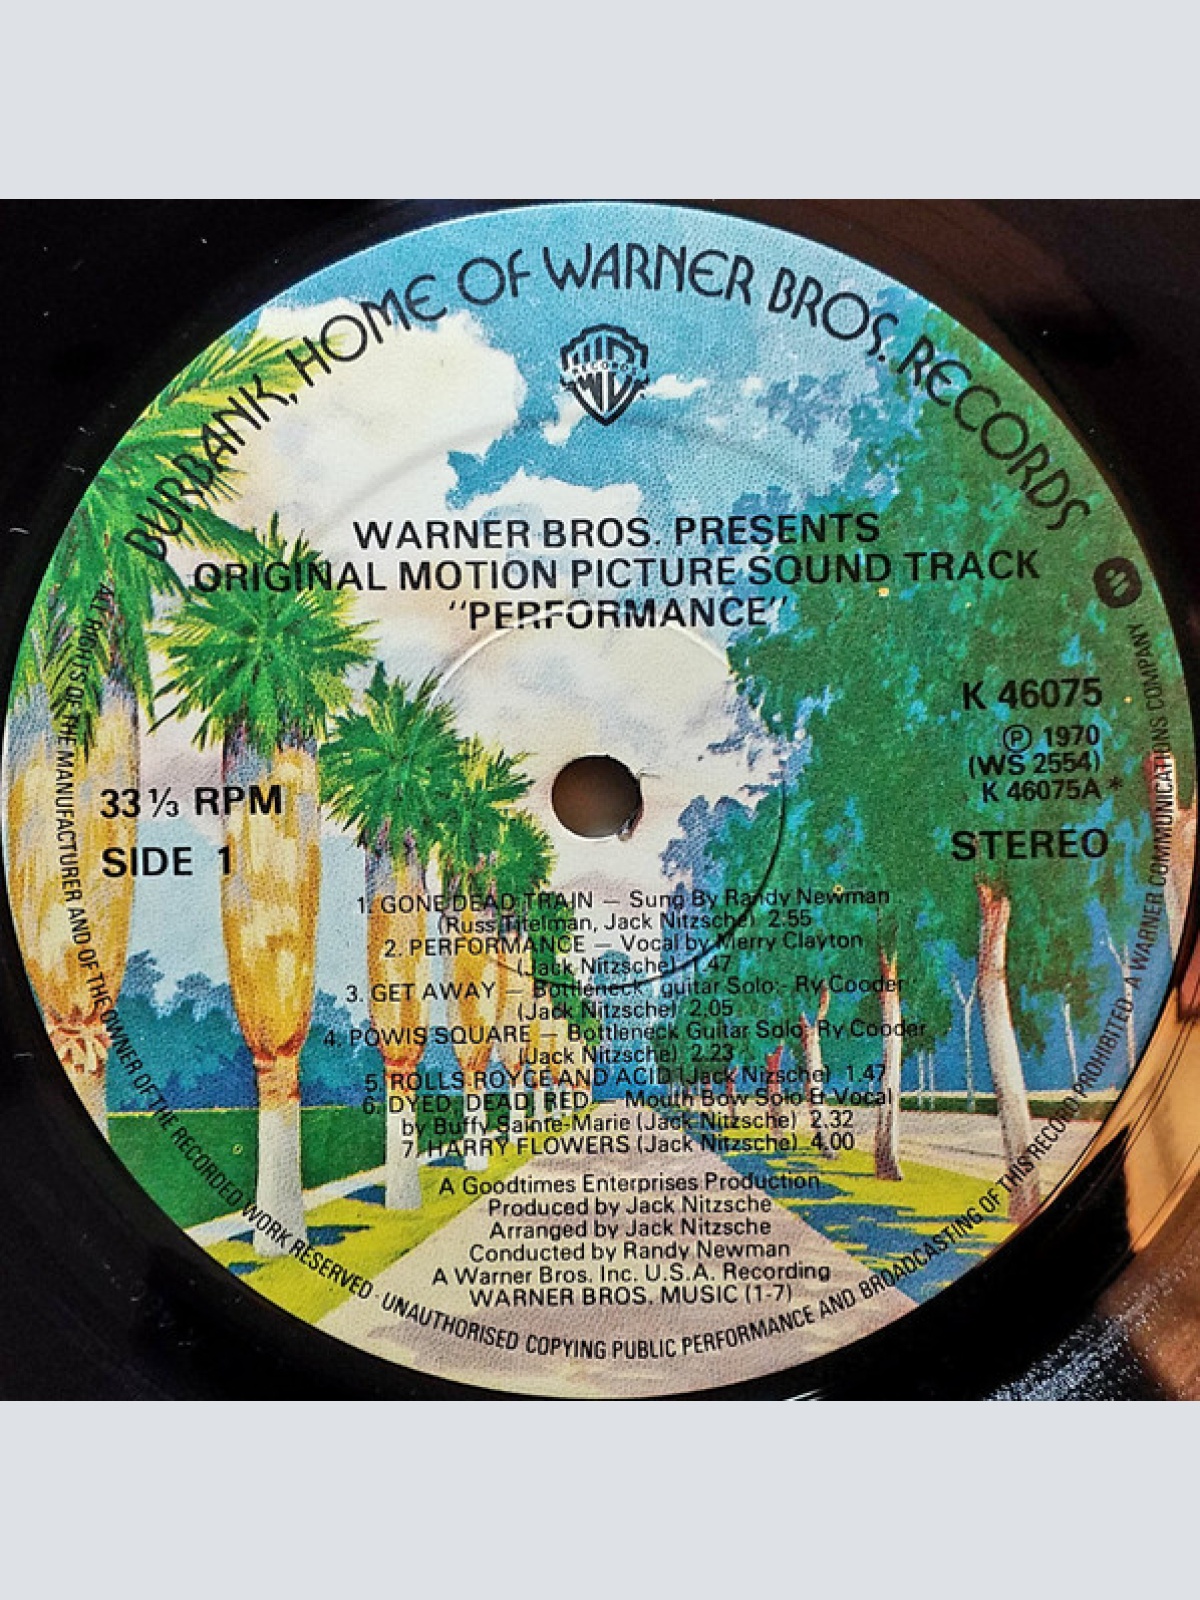 BURBANK, HOME OF WARNER BROS. RECORDS
W RECORDS
WARNER BROS. PRESENTS
ORIGINAL MOTION PICTURE SOUND TRACK
"PERFORMANCE"
K 46075
℗ 1970
(WS 2554)
K 46075A*
33 ⅓ RPM
SIDE 1
STEREO
1. GONE DEAD TRAIN — Sung By Randy Newman
(Russ Titelman, Jack Nitzsche) 2:55
2. PERFORMANCE — Vocal by Merry Clayton
(Jack Nitzsche) 1.47
3. GET AWAY — Bottleneck, guitar Solo:- Ry Cooder
(Jack Nitzsche) 2.05
4. POWIS SQUARE — Bottleneck Guitar Solo: Ry Cooder
(Jack Nitzsche) 2.23
5. ROLLS ROYCE AND ACID (Jack Nizsche) 1.47
6. DYED, DEAD, RED — Mouth Bow Solo & Vocal
by Buffy Sainte-Marie (Jack Nitzsche) 2.32
7. HARRY FLOWERS (Jack Nitzsche) 4.00
A Goodtimes Enterprises Production.
Produced by Jack Nitzsche
Arranged by Jack Nitzsche
Conducted by Randy Newman
A Warner Bros. Inc. U.S.A. Recording
WARNER BROS. MUSIC (1-7)
ALL RIGHTS OF THE MANUFACTURER AND OF THE OWNER OF THE RECORDED WORK RESERVED · UNAUTHORISED COPYING PUBLIC PERFORMANCE AND BROADCASTING OF THIS RECORD PROHIBITED · A WARNER COMMUNICATIONS COMPANY